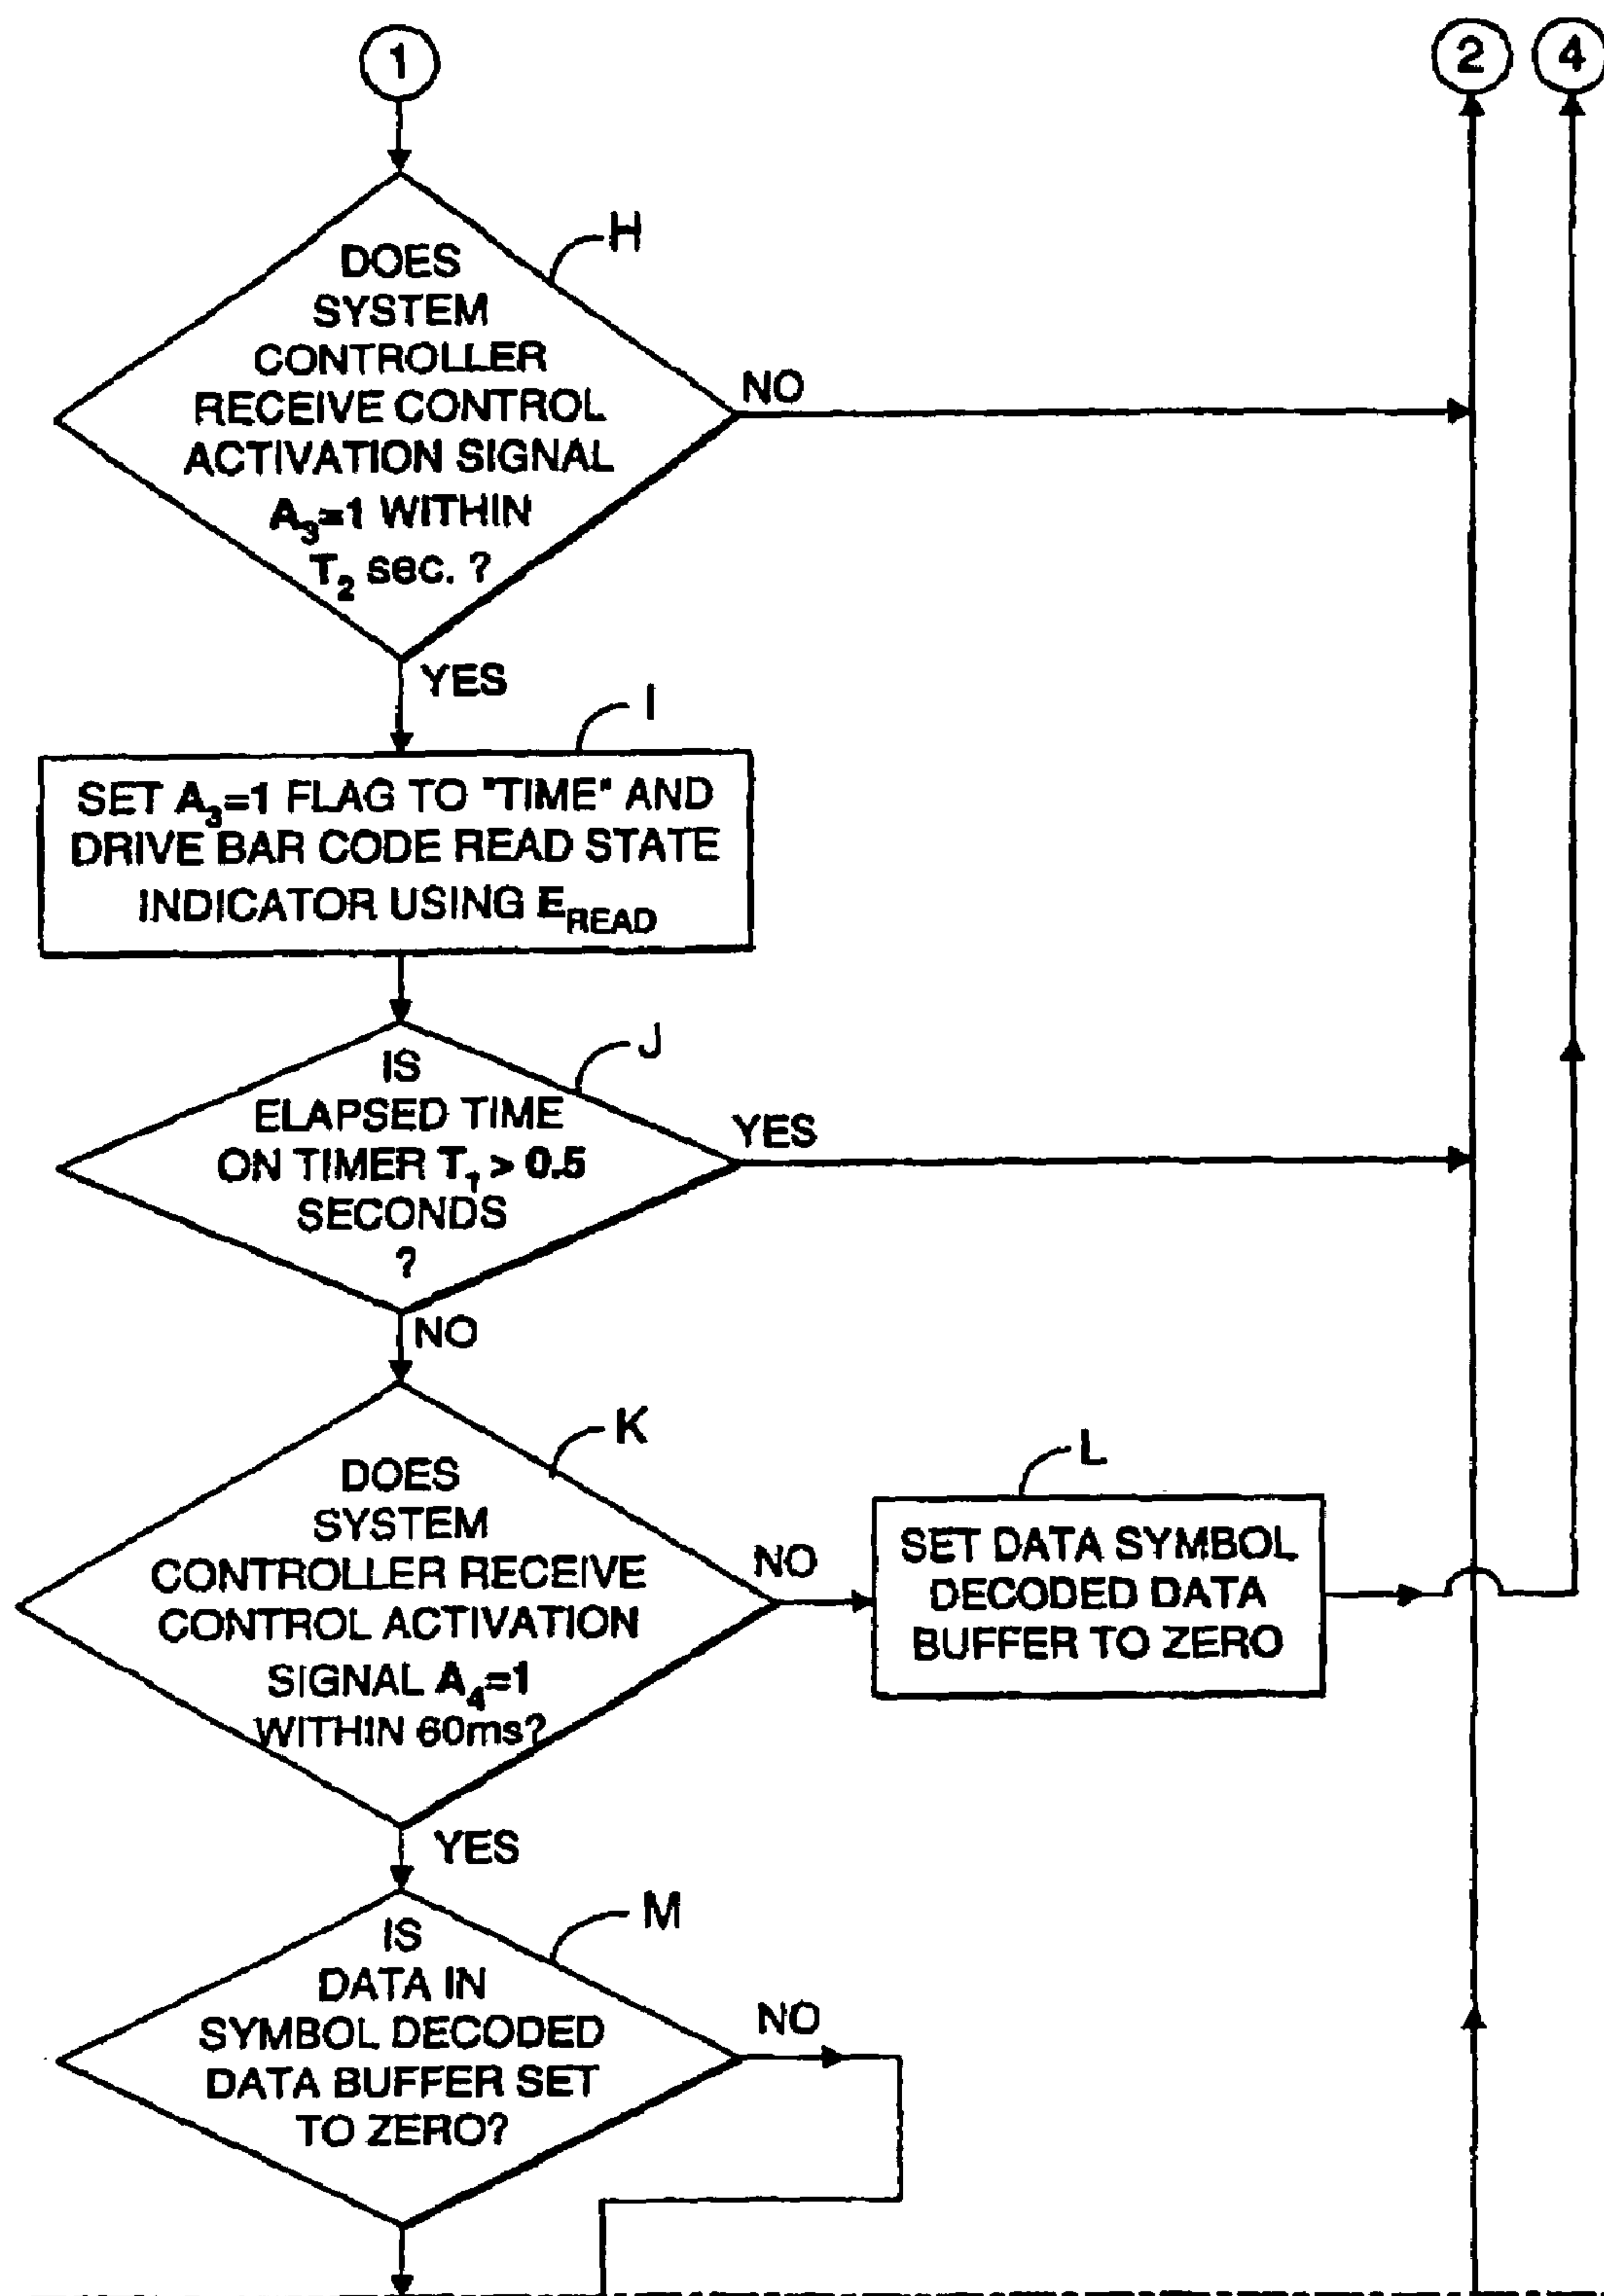 1
2
4
H
DOES
SYSTEM
CONTROLLER
RECEIVE CONTROL
ACTIVATION SIGNAL
A₃=1 WITHIN
T₂ sec. ?
NO
YES
I
SET A₃=1 FLAG TO "TIME" AND
DRIVE BAR CODE READ STATE
INDICATOR USING E_READ
J
IS
ELAPSED TIME
ON TIMER T₁ > 0.5
SECONDS
?
YES
NO
K
DOES
SYSTEM
CONTROLLER RECEIVE
CONTROL ACTIVATION
SIGNAL A₄=1
WITHIN 60ms?
NO
L
SET DATA SYMBOL
DECODED DATA
BUFFER TO ZERO
YES
M
IS
DATA IN
SYMBOL DECODED
DATA BUFFER SET
TO ZERO?
NO